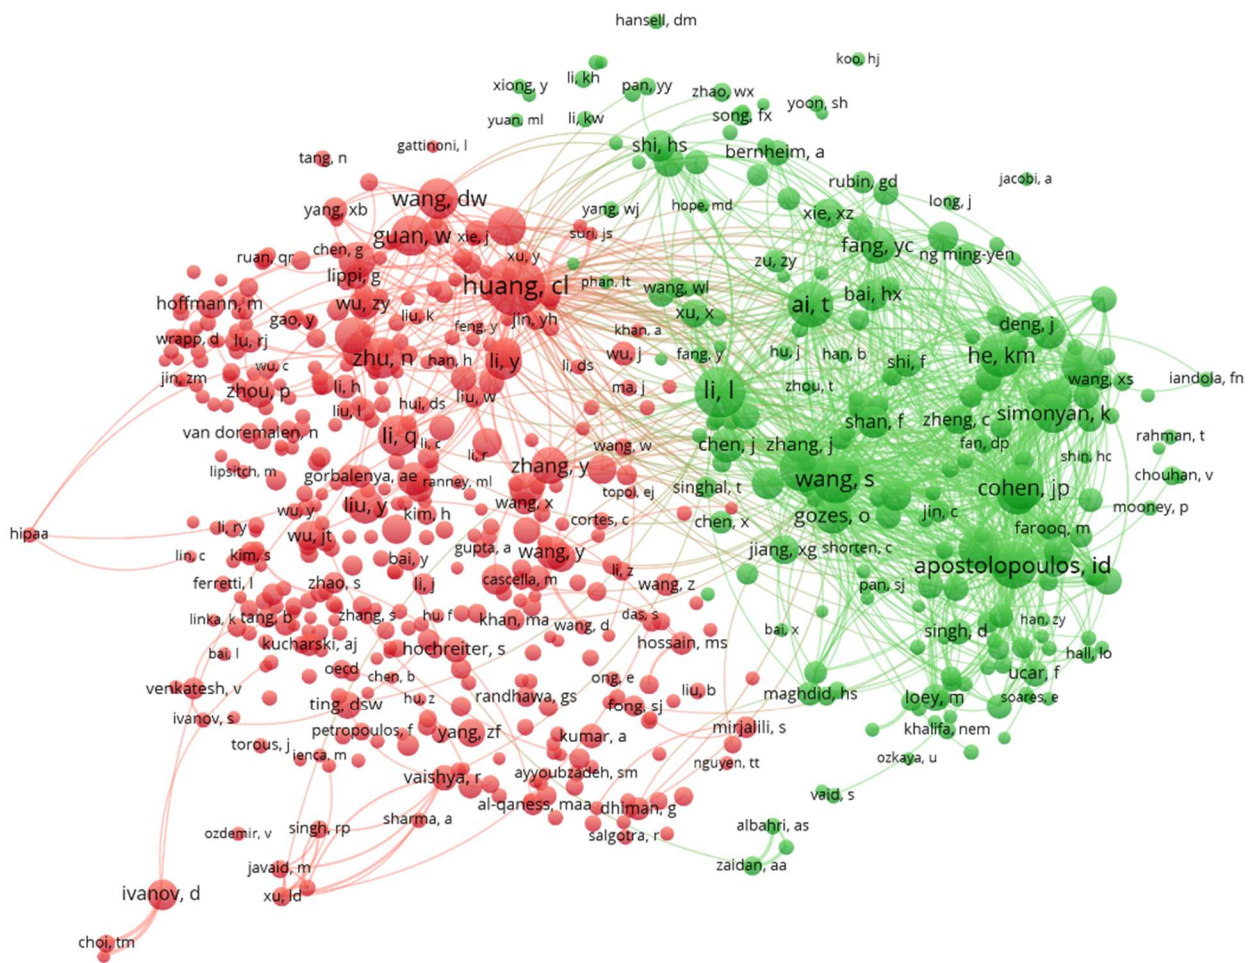 hansell, dm
koo, hj
li, kh
xiong, y
pan, yy
zhao, wx
yoon, sh
song, fx
yuan, ml
li, kw
gattinoni, l
shi, hs
bernheim, a
tang, n
jacobi, a
rubin, gd
wang, dw
long, j
yang, xb
yang, wj
hope, md
xie, xz
guan, w
xie, j
suri, js
fang, yc
chen, g
ruan, qr
xu, y
ng ming-yen
zu, zy
lippi, g
huang, cl
phan, lt
wang, wl
bai, hx
hoffmann, m
wu, zy
ai, t
gao, y
liu, k
jin, yh
xu, x
deng, j
feng, y
khan, a
wrapp, d
lu, rj
zhu, n
han, h
li, y
wu, j
fang, y
hu, j
han, b
he, km
wu, c
li, ds
shi, f
jin, zm
wang, xs
iandola, fn
zhou, p
li, h
liu, w
ma, j
li, l
zhou, t
hui, ds
liu, l
simonyan, k
shan, f
zheng, c
van doremalen, n
li, q
li, c
wang, w
chen, j
zhang, j
fan, dp
rahman, t
li, r
shin, hc
lipsitch, m
gorbalenya, ae
zhang, y
chouhan, v
ranney, ml
wang, s
singhal, t
cohen, jp
topol, ej
wu, y
liu, y
wang, x
mooney, p
kim, h
cortes, c
chen, x
gozes, o
jin, c
li, ry
farooq, m
hipaa
wu, jt
gupta, a
jiang, xg
shorten, c
lin, c
kim, s
bai, y
wang, y
apostolopoulos, id
li, z
ferretti, l
zhao, s
li, j
cascella, m
wang, z
pan, sj
linka, k
tang, b
zhang, s
hu, f
khan, ma
wang, d
das, s
han, zy
kucharski, aj
hochreiter, s
hossain, ms
bai, x
singh, d
bai, l
hall, lo
oecd
chen, b
ong, e
ucar, f
venkatesh, v
randhawa, gs
liu, b
maghdid, hs
loey, m
soares, e
hu, z
ting, dsw
fong, sj
ivanov, s
petropoulos, f
yang, zf
kumar, a
mirjalili, s
khalifa, nem
torous, j
ienca, m
ozkaya, u
nguyen, tt
vaishya, r
ayyoubzadeh, sm
vaid, s
al-qaness, maa
dhiman, g
sharma, a
albahri, as
ozdemir, v
singh, rp
salgotra, r
zaidan, aa
javaid, m
ivanov, d
xu, ld
choi, tm